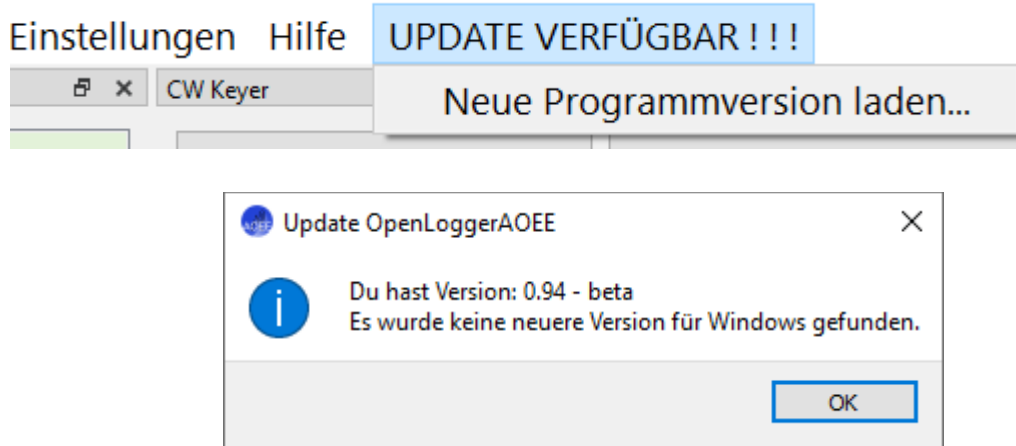 Einstellungen Hilfe UPDATE VERFÜGBAR ! ! !
CW Keyer
Neue Programmversion laden...
Update OpenLoggerAOEE
Du hast Version: 0.94 - beta
Es wurde keine neuere Version für Windows gefunden.
OK